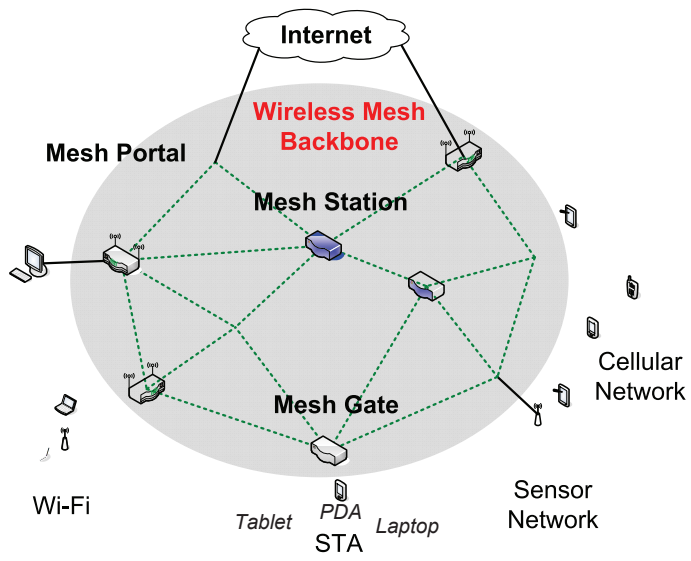 Internet
Wireless Mesh
Backbone
Mesh Portal
Mesh Station
Cellular
Network
Mesh Gate
Wi-Fi
Sensor
Network
Tablet
PDA
Laptop
STA